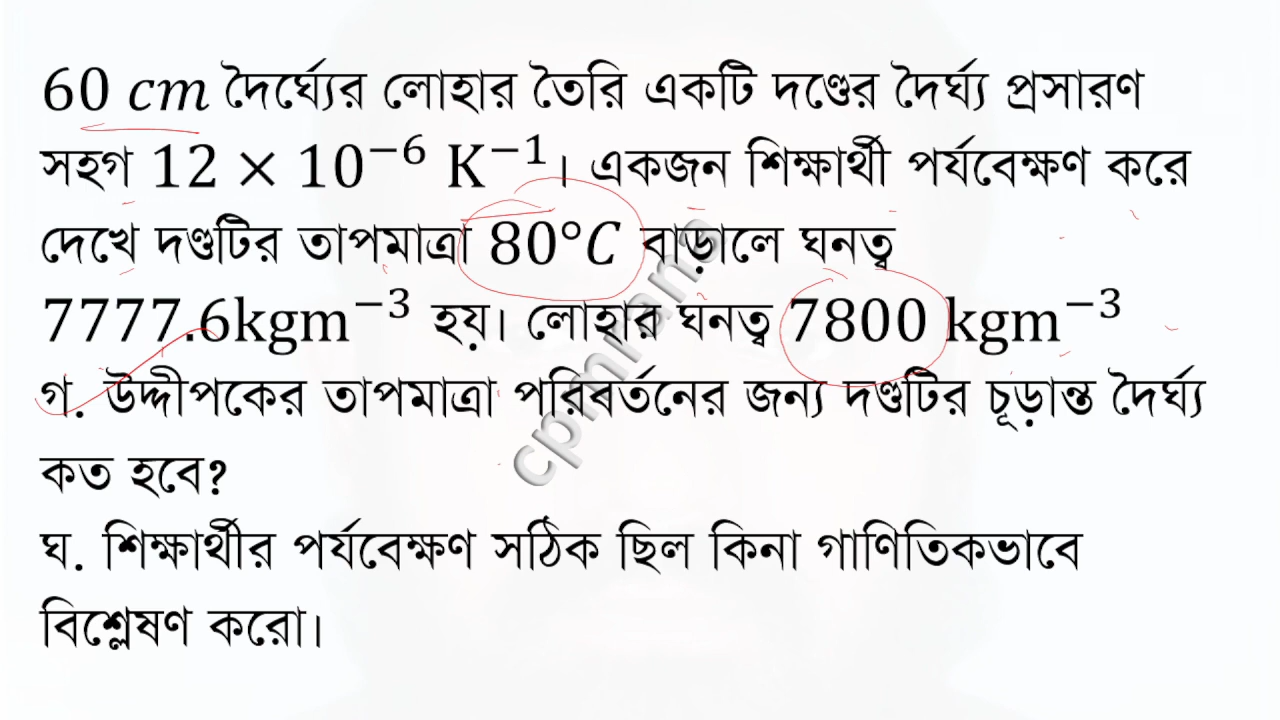 60 cm দৈর্ঘ্যের লোহার তৈরি একটি দণ্ডের দৈর্ঘ্য প্রসারণ
সহগ 12 × 10⁻⁶ K⁻¹। একজন শিক্ষার্থী পর্যবেক্ষণ করে
দেখে দণ্ডটির তাপমাত্রা 80°C বাড়ালে ঘনত্ব
7777.6kgm⁻³ হয়। লোহার ঘনত্ব 7800 kgm⁻³
গ. উদ্দীপকের তাপমাত্রা পরিবর্তনের জন্য দণ্ডটির চূড়ান্ত দৈর্ঘ্য
কত হবে?
ঘ. শিক্ষার্থীর পর্যবেক্ষণ সঠিক ছিল কিনা গাণিতিকভাবে
বিশ্লেষণ করো।
cpmrana